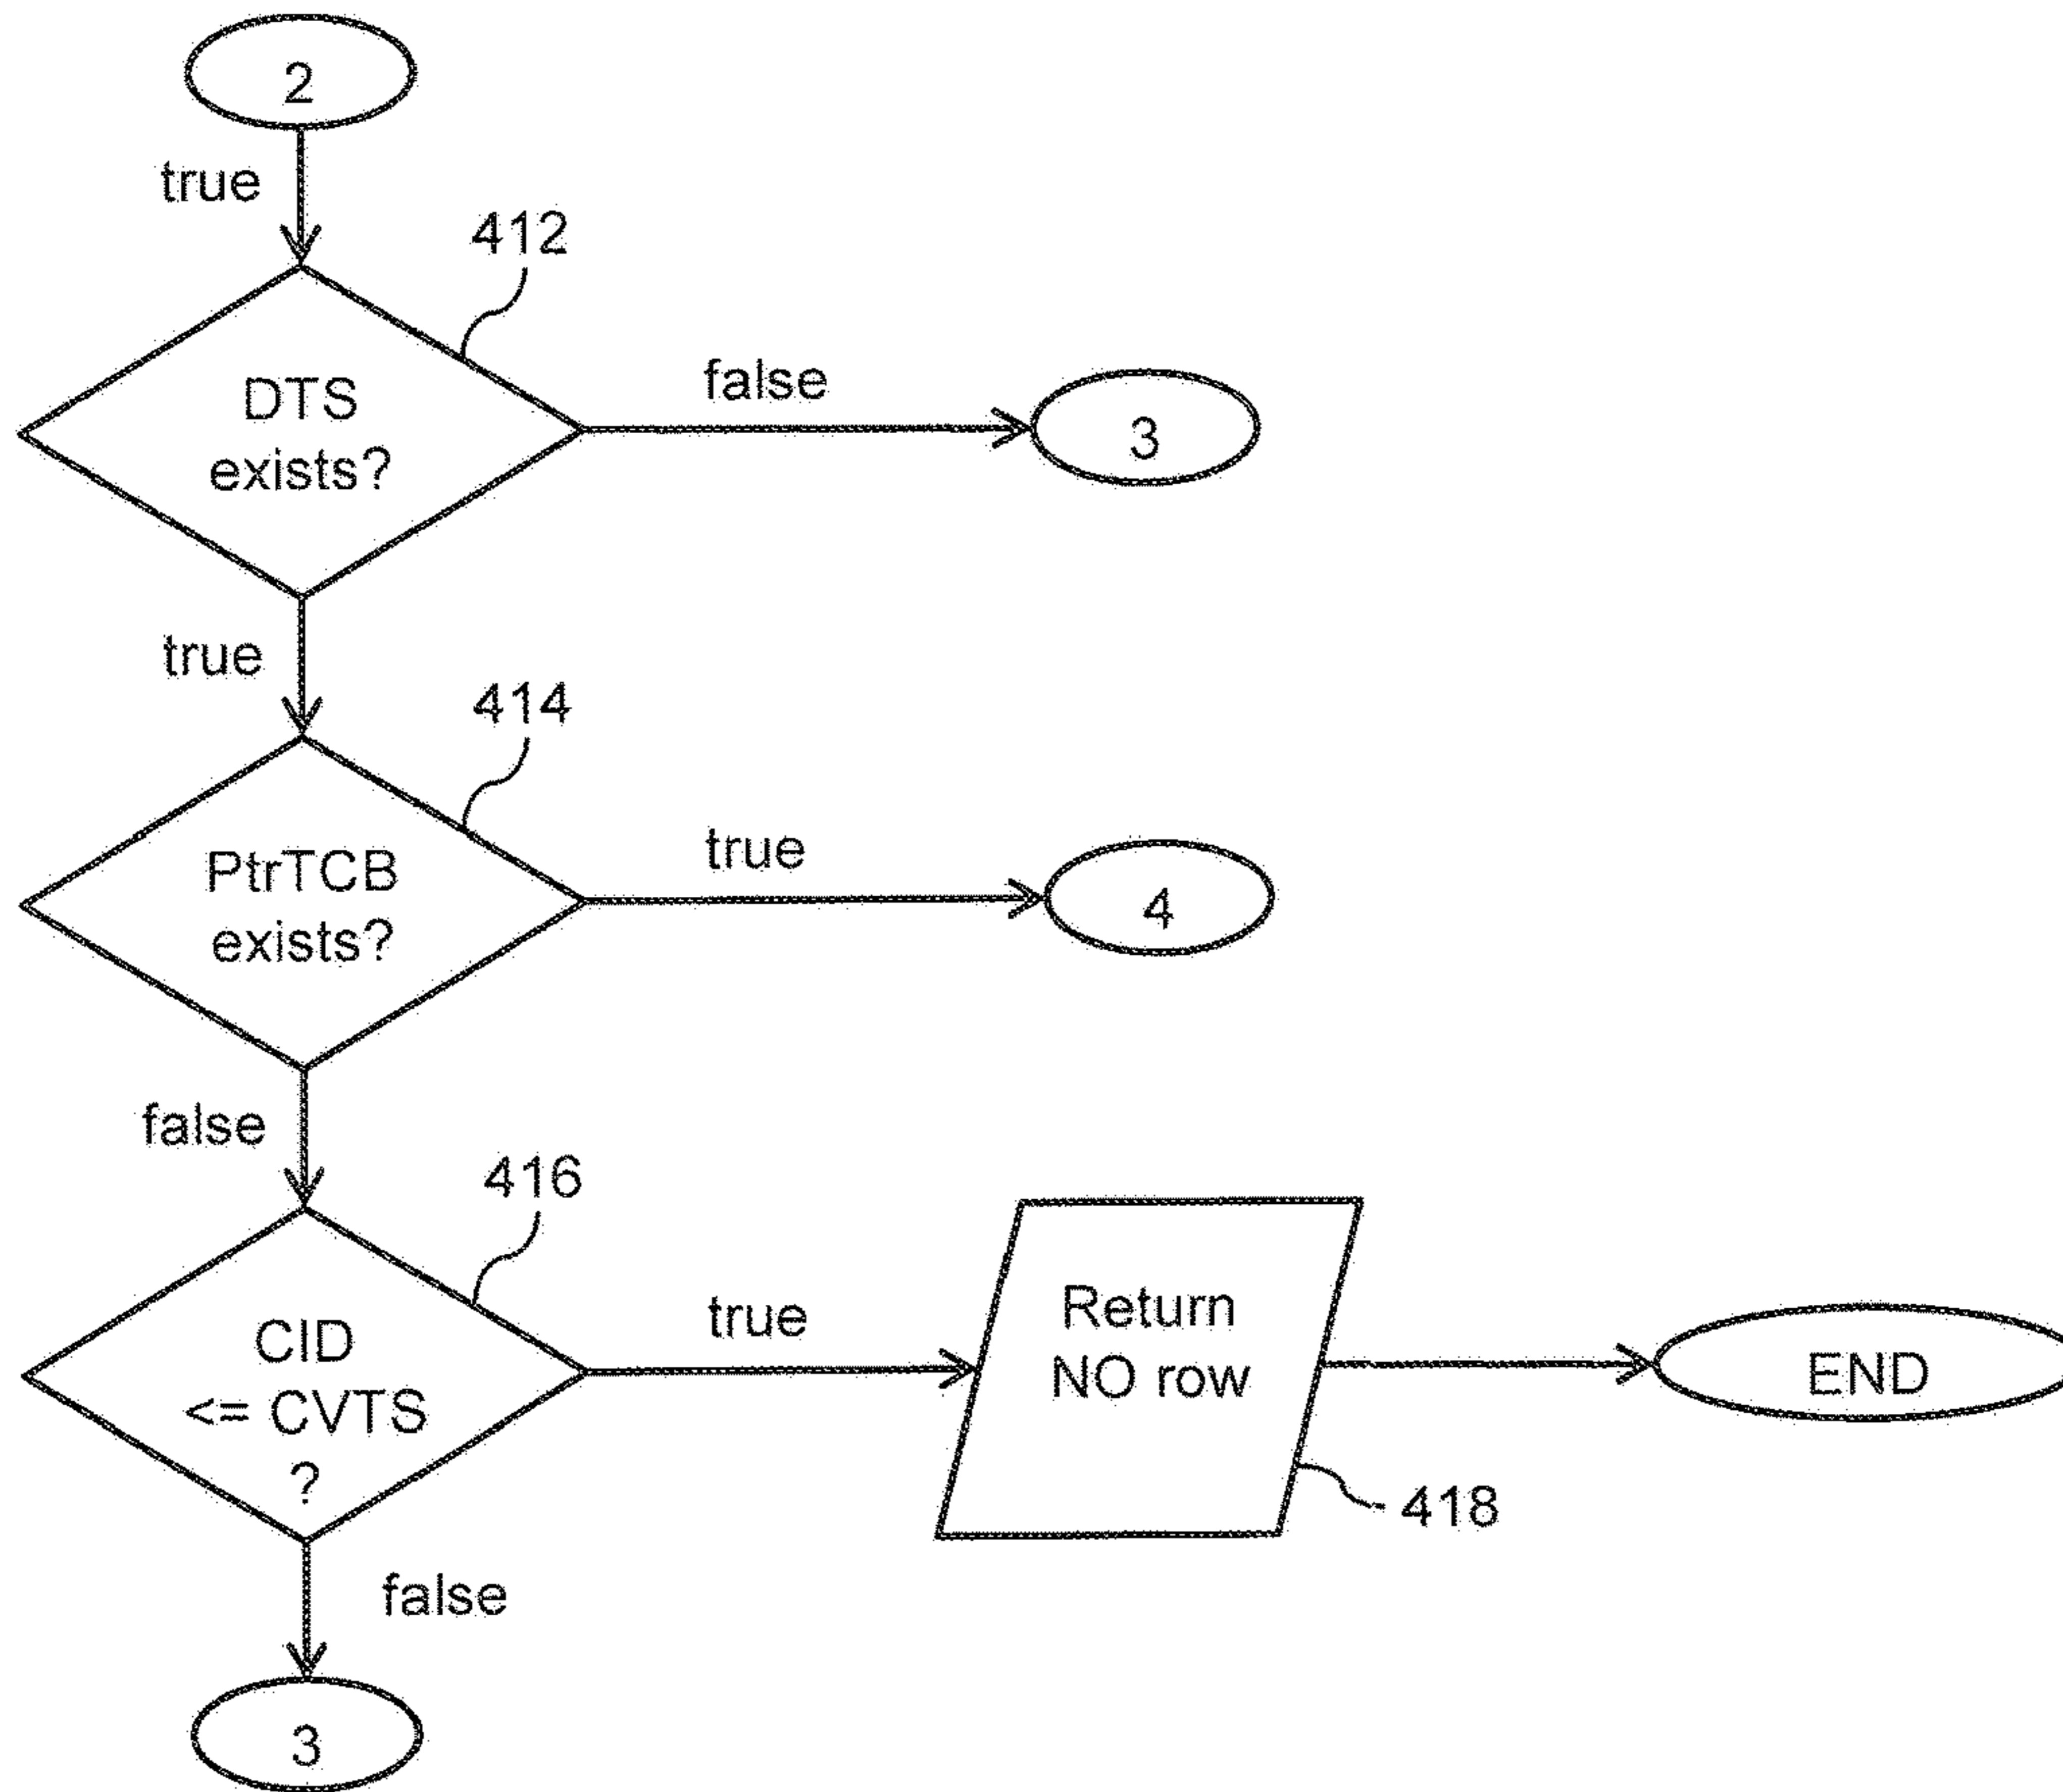 2
true
412
DTS
exists?
false
3
true
414
PtrTCB
exists?
true
4
false
416
CID
<= CVTS
?
true
Return
NO row
END
418
false
3